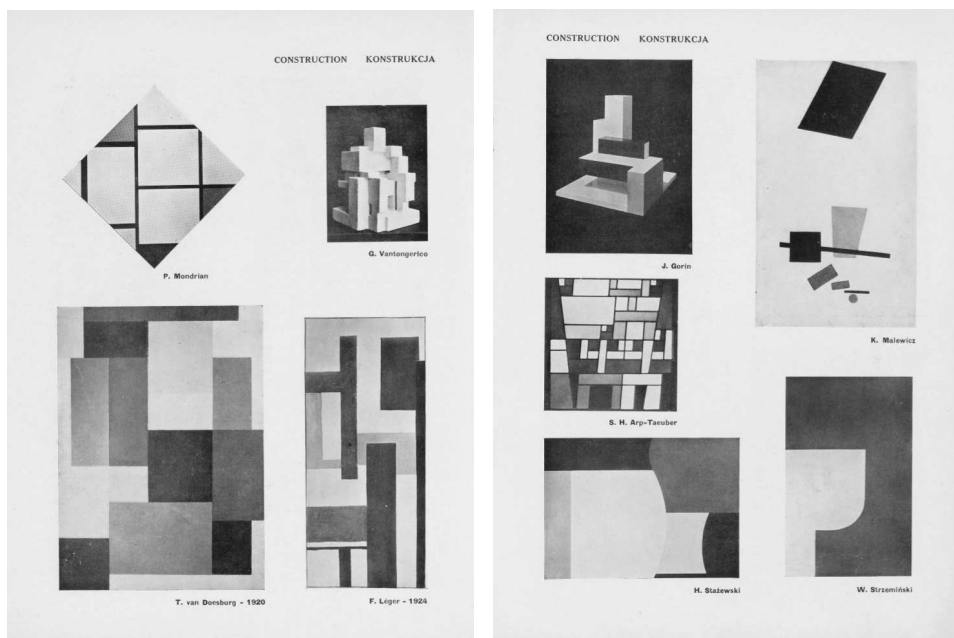 CONSTRUCTION KONSTRUKCJA
P. Mondrian
G. Vantongerloo
T. van Doesburg - 1920
F. Léger - 1924
CONSTRUCTION KONSTRUKCJA
J. Gorin
K. Malewicz
S. H. Arp-Taeuber
H. Stażewski
W. Strzemiński